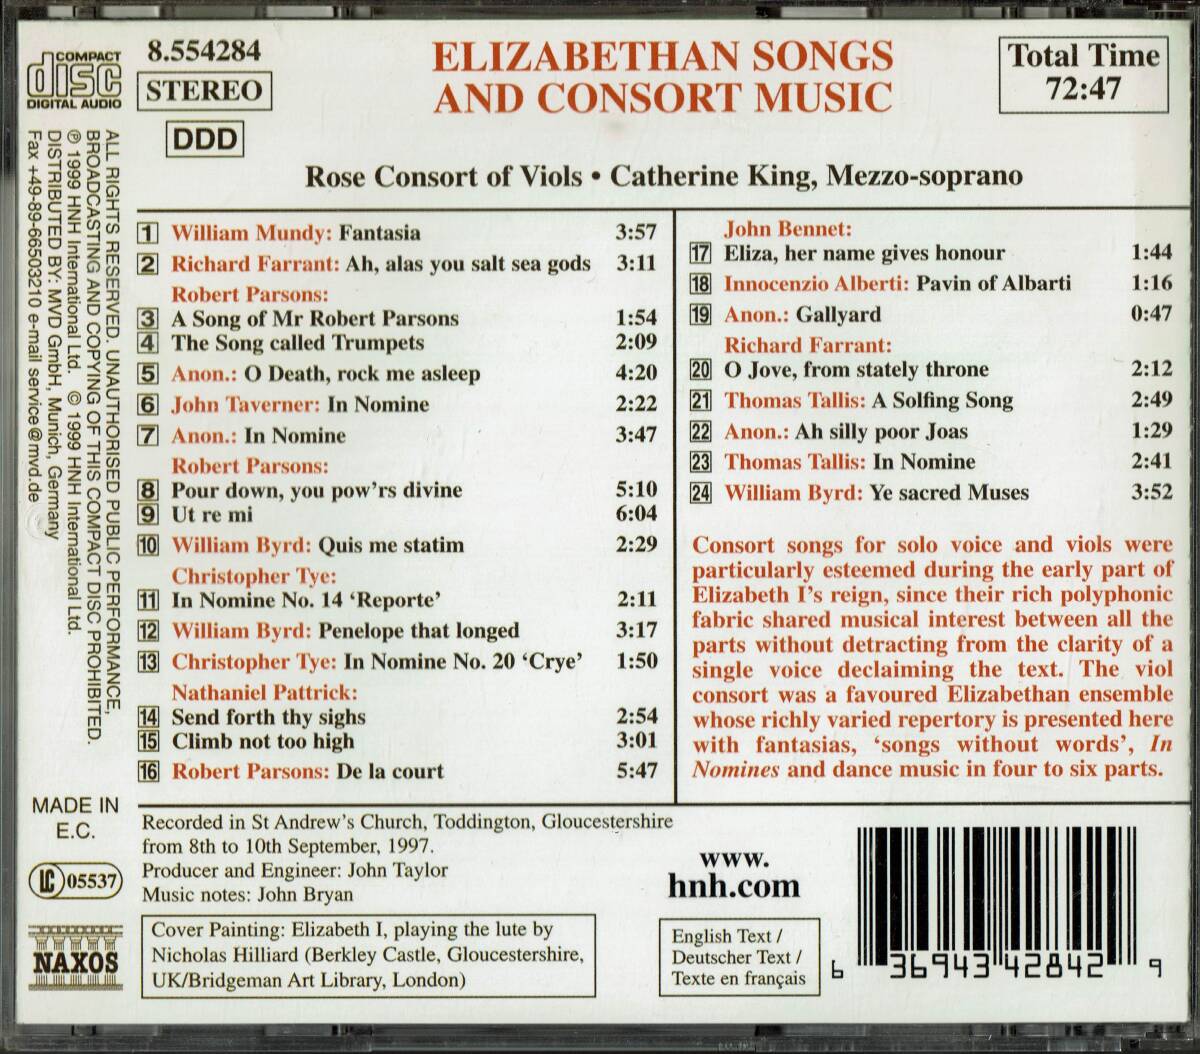 COMPACT
disc
DIGITAL AUDIO
8.554284
STEREO
DDD
ELIZABETHAN SONGS
AND CONSORT MUSIC
Total Time
72:47
Rose Consort of Viols • Catherine King, Mezzo-soprano
ALL RIGHTS RESERVED. UNAUTHORISED PUBLIC PERFORMANCE,
BROADCASTING AND COPYING OF THIS COMPACT DISC PROHIBITED.
℗ 1999 HNH International Ltd. © 1999 HNH International Ltd.
DISTRIBUTED BY: MVD GmbH, Munich, Germany
Fax +49-89-66503210 e-mail service@mvd.de
1 William Mundy: Fantasia 3:57
2 Richard Farrant: Ah, alas you salt sea gods 3:11
Robert Parsons:
3 A Song of Mr Robert Parsons 1:54
4 The Song called Trumpets 2:09
5 Anon.: O Death, rock me asleep 4:20
6 John Taverner: In Nomine 2:22
7 Anon.: In Nomine 3:47
Robert Parsons:
8 Pour down, you pow'rs divine 5:10
9 Ut re mi 6:04
10 William Byrd: Quis me statim 2:29
Christopher Tye:
11 In Nomine No. 14 ‘Reporte’ 2:11
12 William Byrd: Penelope that longed 3:17
13 Christopher Tye: In Nomine No. 20 ‘Crye’ 1:50
Nathaniel Pattrick:
14 Send forth thy sighs 2:54
15 Climb not too high 3:01
16 Robert Parsons: De la court 5:47
John Bennet:
17 Eliza, her name gives honour 1:44
18 Innocenzio Alberti: Pavin of Albarti 1:16
19 Anon.: Gallyard 0:47
Richard Farrant:
20 O Jove, from stately throne 2:12
21 Thomas Tallis: A Solfing Song 2:49
22 Anon.: Ah silly poor Joas 1:29
23 Thomas Tallis: In Nomine 2:41
24 William Byrd: Ye sacred Muses 3:52
Consort songs for solo voice and viols were
particularly esteemed during the early part of
Elizabeth I's reign, since their rich polyphonic
fabric shared musical interest between all the
parts without detracting from the clarity of a
single voice declaiming the text. The viol
consort was a favoured Elizabethan ensemble
whose richly varied repertory is presented here
with fantasias, ‘songs without words’, In
Nomines and dance music in four to six parts.
MADE IN
E.C.
LC 05537
NAXOS
Recorded in St Andrew's Church, Toddington, Gloucestershire
from 8th to 10th September, 1997.
Producer and Engineer: John Taylor
Music notes: John Bryan
Cover Painting: Elizabeth I, playing the lute by
Nicholas Hilliard (Berkley Castle, Gloucestershire,
UK/Bridgeman Art Library, London)
www.
hnh.com
English Text /
Deutscher Text /
Texte en français
6 36943 42842 9